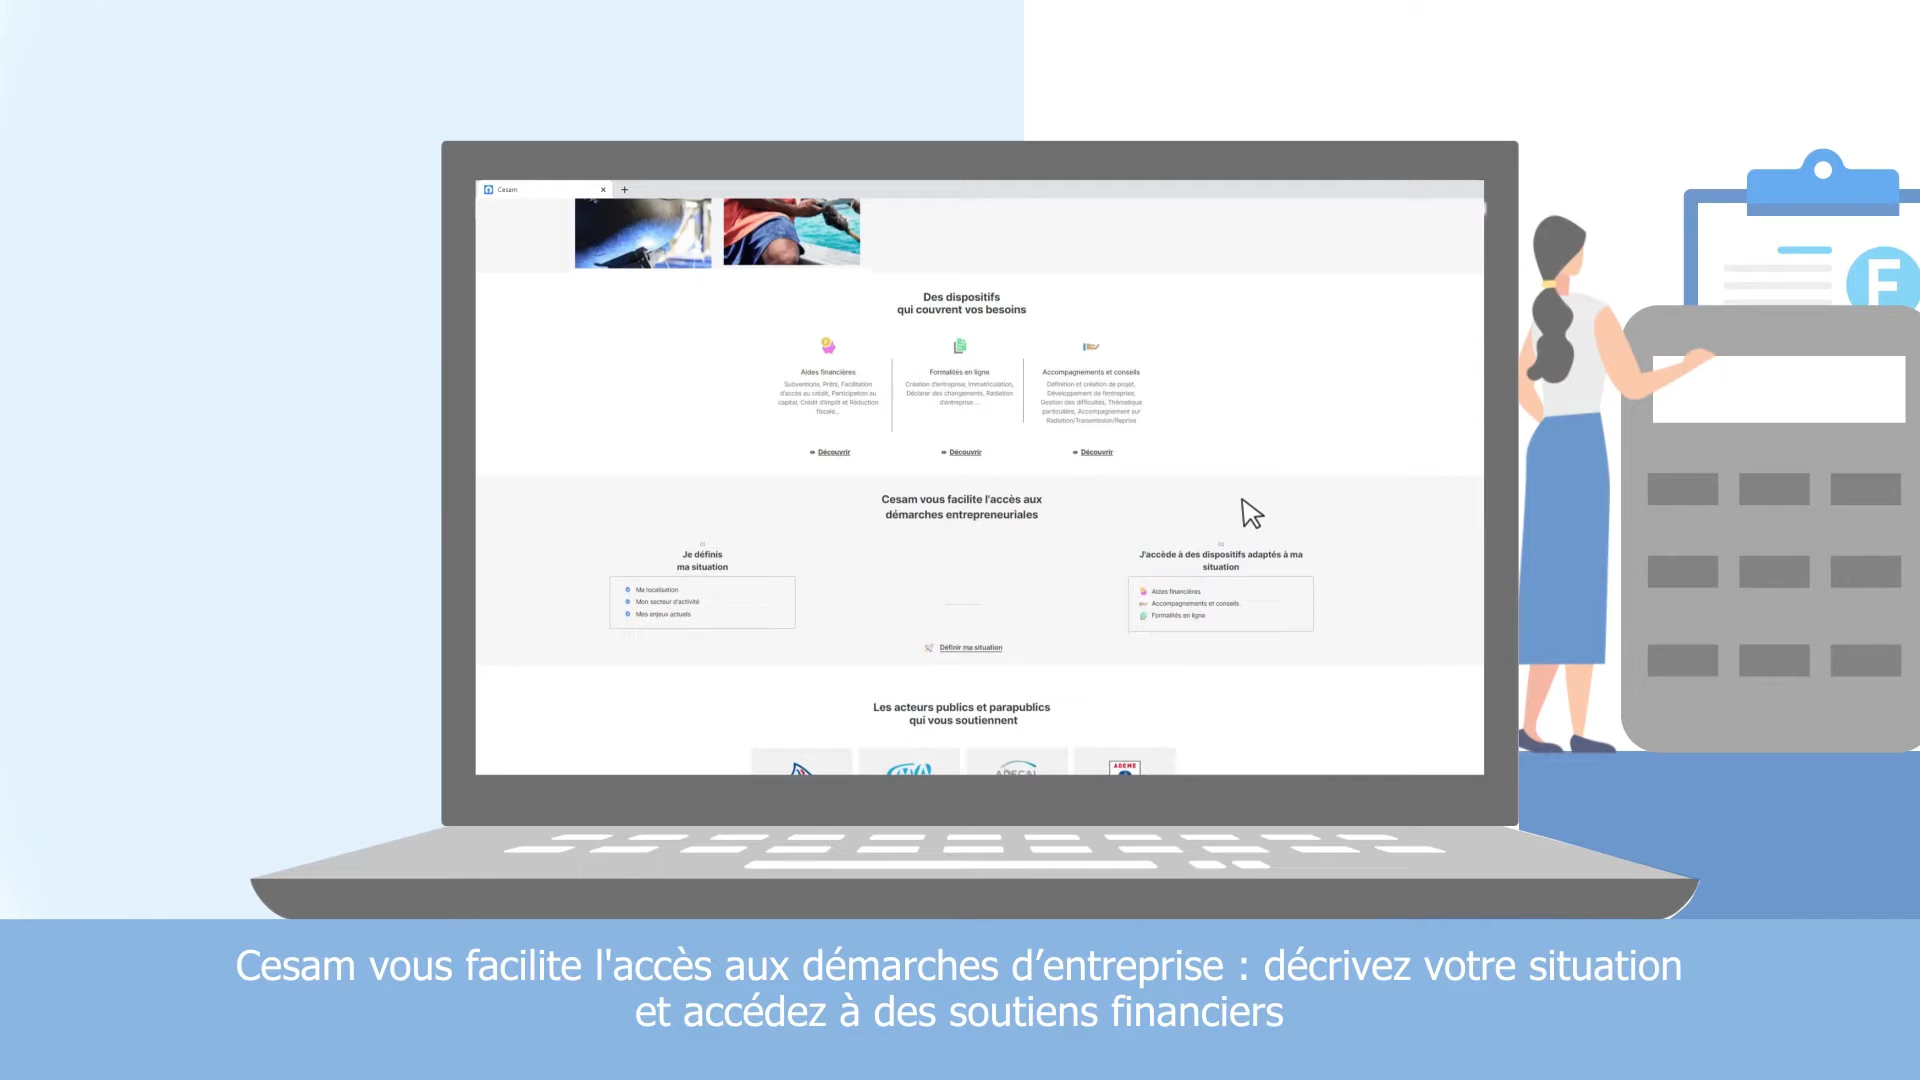 Cesam
Des dispositifs
qui couvrent vos besoins
Aides financières
Subventions, Prêts, Facilitation
d'accès au crédit, Participation au
capital, Crédit d'impôt et Réduction
fiscale...
Découvrir
Formalités en ligne
Création d'entreprise, Immatriculation,
Déclarer des changements, Radiation
d'entreprise ...
Découvrir
Accompagnements et conseils
Définition et création de projet,
Développement de l'entreprise,
Gestion des difficultés, Thématique
particulière, Accompagnement sur
Radiation/Transmission/Reprise
Découvrir
Cesam vous facilite l'accès aux
démarches entrepreneuriales
01
Je définis
ma situation
Ma localisation
Mon secteur d'activité
Mes enjeux actuels
Définir ma situation
02
J'accède à des dispositifs adaptés à ma
situation
Aides financières
Accompagnements et conseils
Formalités en ligne
Les acteurs publics et parapublics
qui vous soutiennent
ADECAL
ADEME
F
Cesam vous facilite l'accès aux démarches d’entreprise : décrivez votre situation
et accédez à des soutiens financiers